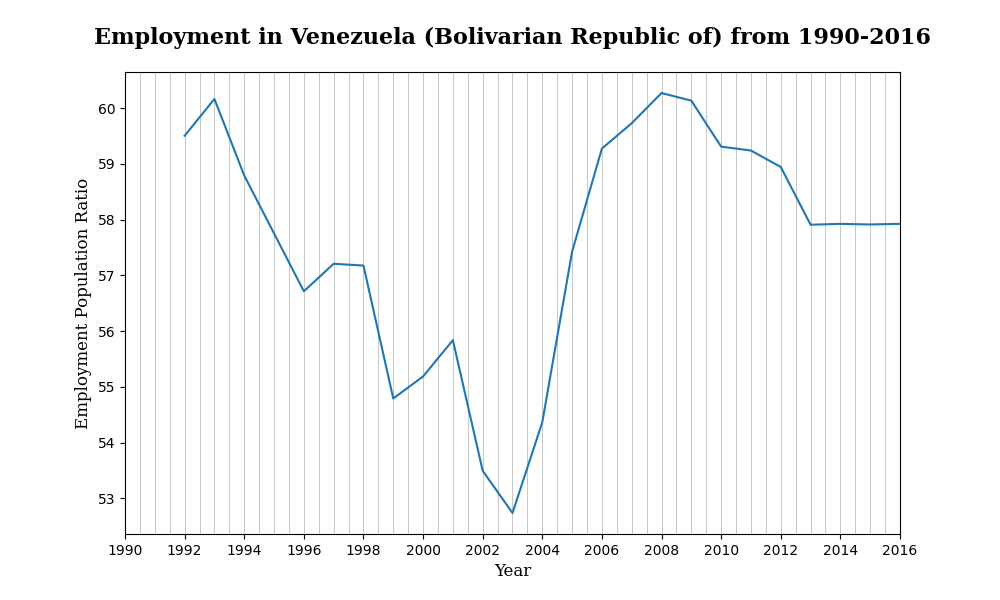 Employment in Venezuela (Bolivarian Republic of) from 1990-2016
Employment Population Ratio
60
59
58
57
56
55
54
53
1990 1992 1994 1996 1998 2000 2002 2004 2006 2008 2010 2012 2014 2016
Year